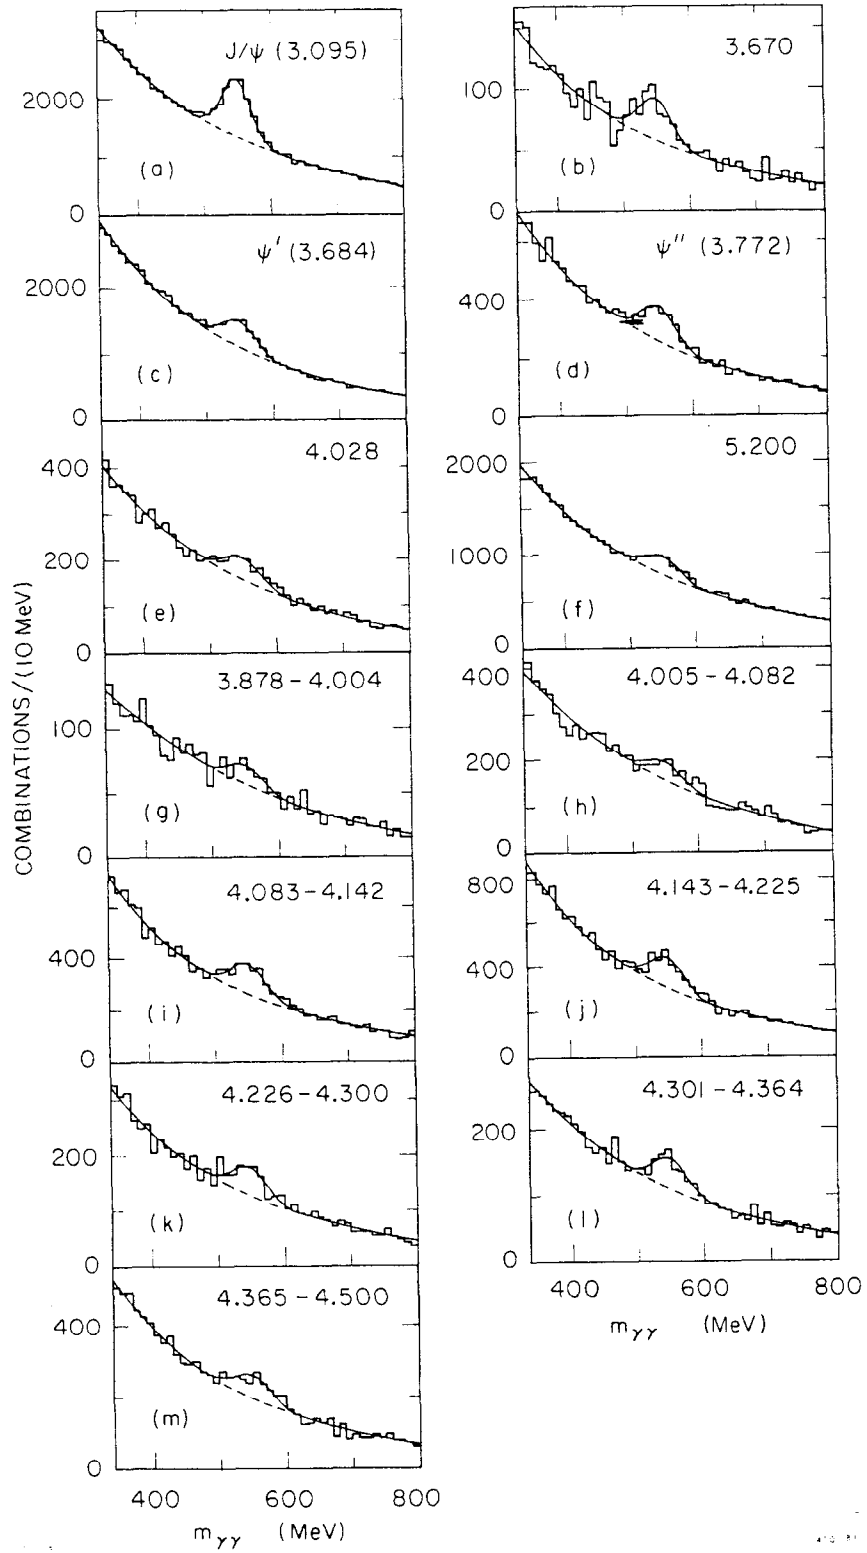 J/ψ (3.095)
2000
(a)
0
3.670
100
(b)
0
ψ′ (3.684)
2000
(c)
0
ψ″ (3.772)
400
(d)
0
4.028
400
200
(e)
0
5.200
2000
1000
(f)
0
3.878 – 4.004
100
(g)
0
4.005 – 4.082
400
200
(h)
0
4.083 – 4.142
400
(i)
0
4.143 – 4.225
800
400
(j)
0
4.226 – 4.300
200
(k)
0
4.301 – 4.364
200
(l)
0
400 600 800
mγγ (MeV)
4.365 – 4.500
400
(m)
0
400 600 800
mγγ (MeV)
COMBINATIONS/(10 MeV)